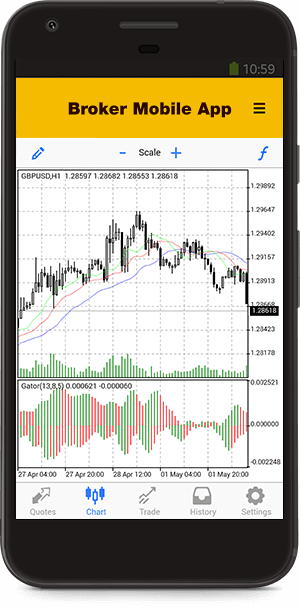 10:59
Broker Mobile App
- Scale + f
GBPUSD,H1 1.28597 1.28682 1.28553 1.28618
1.29892
1.29647
1.29402
1.29157
1.28913
1.28668
1.28618
1.28423
1.28178
Gator(13,8,5) 0.000621 -0.000060
0.002521
0.000000
-0.002248
27 Apr 04:00 27 Apr 20:00 28 Apr 12:00 01 May 04:00 01 May 20:00
Quotes Chart Trade History Settings